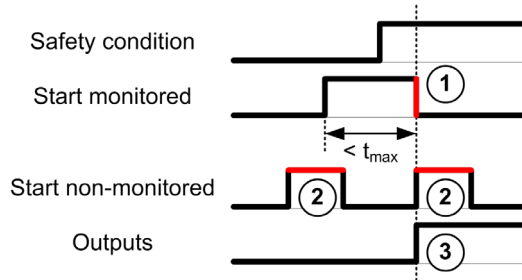 Safety condition
Start monitored
1
< tmax
Start non-monitored
2
2
Outputs
3